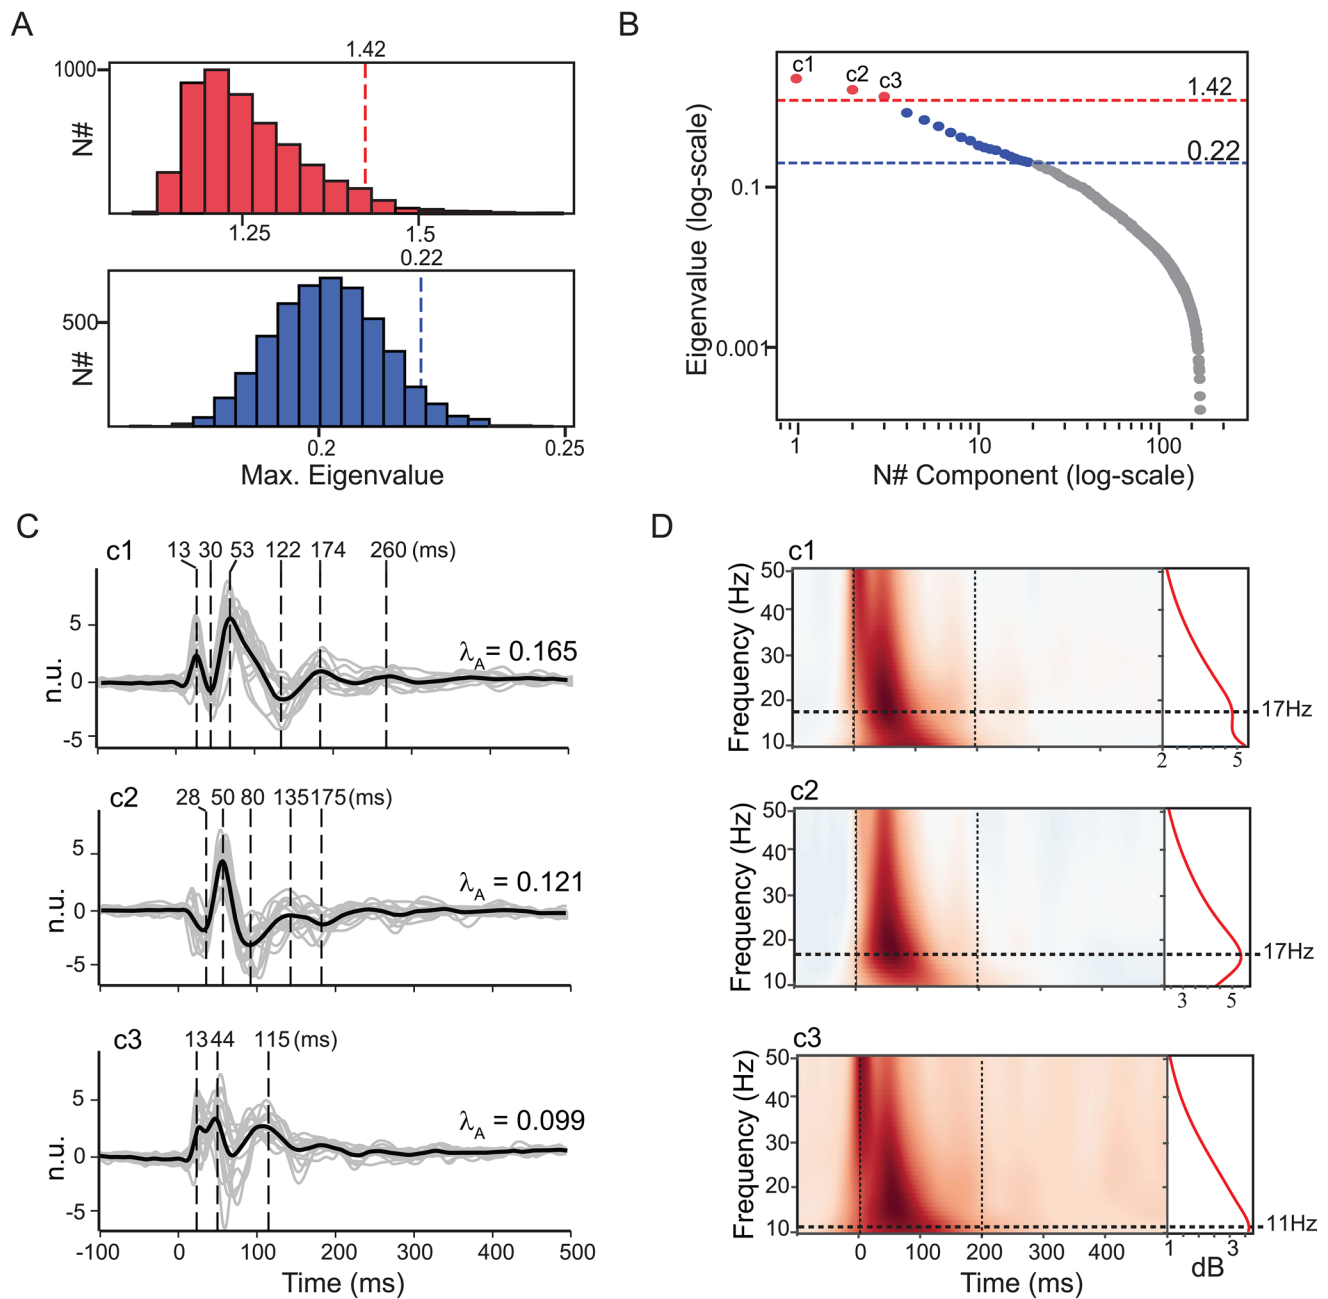 A
1.42
1000
N#
1.25
1.5
0.22
500
N#
0.2
0.25
Max. Eigenvalue
B
c1
c2
c3
1.42
0.22
0.1
0.001
Eigenvalue (log-scale)
1
10
100
N# Component (log-scale)
C
c1
13 30 53 122 174 260 (ms)
5
0
-5
n.u.
λA = 0.165
c2
28 50 80 135 175 (ms)
5
0
-5
n.u.
λA = 0.121
c3
13 44 115 (ms)
5
0
-5
n.u.
λA = 0.099
-100 0 100 200 300 400 500
Time (ms)
D
c1
Frequency (Hz)
50
40
30
20
10
17Hz
2 5
c2
Frequency (Hz)
50
40
30
20
10
17Hz
3 5
c3
Frequency (Hz)
50
40
30
20
10
11Hz
0 100 200 300 400
1 3
Time (ms)
dB